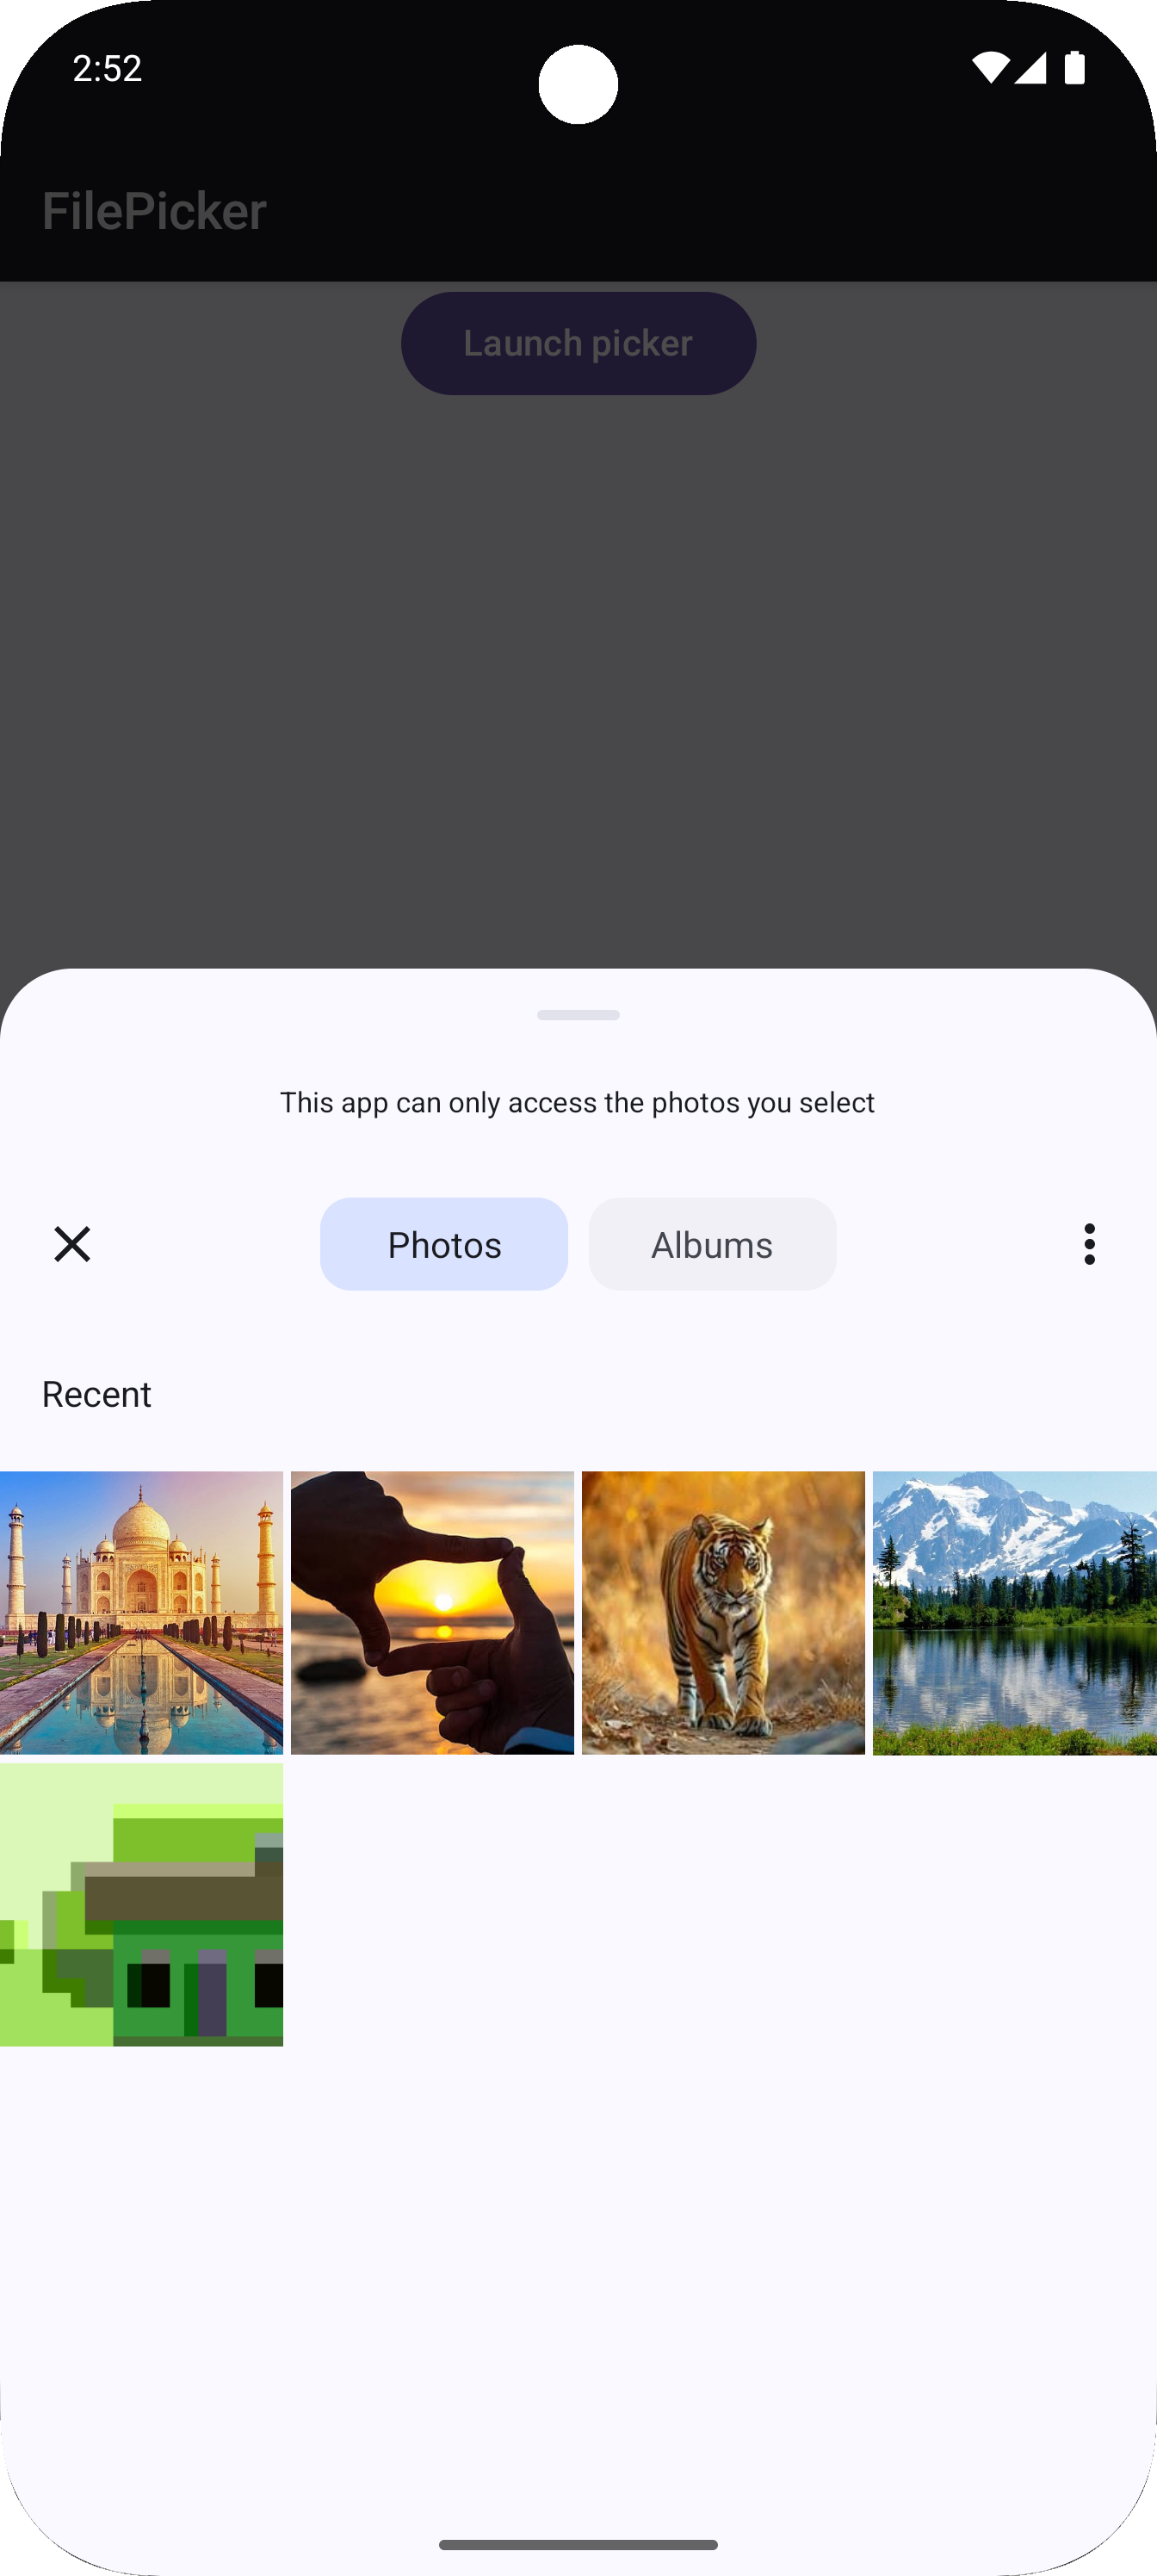 2:52
FilePicker
Launch picker
This app can only access the photos you select
Photos
Albums
Recent